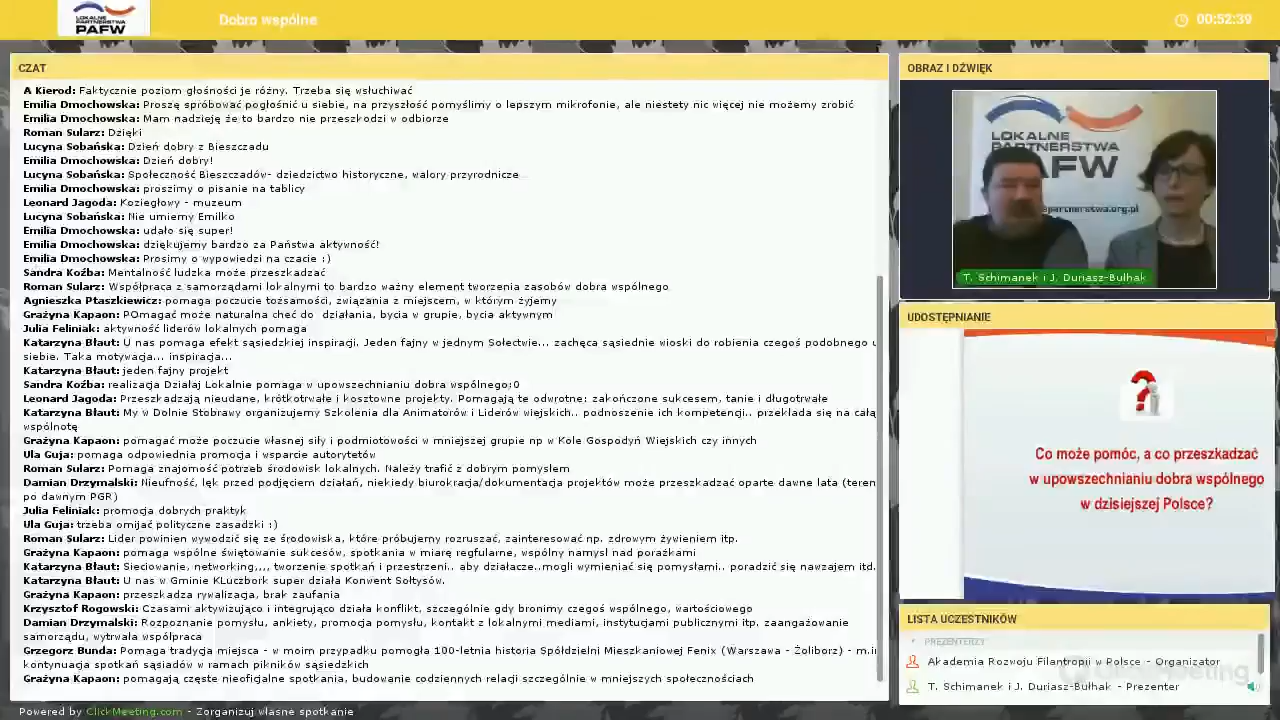 LOKALNE
PARTNERSTWA
PAFW
Dobro wspólne
00:52:39
CZAT
A Kierod: Faktycznie poziom głośności je różny. Trzeba się wsłuchiwać
Emilia Dmochowska: Proszę spróbować pogłośnić u siebie, na przyszłość pomyślimy o lepszym mikrofonie, ale niestety nic więcej nie możemy zrobić
Emilia Dmochowska: Mam nadzieję że to bardzo nie przeszkodzi w odbiorze
Roman Sularz: Dzięki
Lucyna Sobańska: Dzień dobry z Bieszczadu
Emilia Dmochowska: Dzień dobry!
Lucyna Sobańska: Społeczność Bieszczadów- dziedzictwo historyczne, walory przyrodnicze
Emilia Dmochowska: proszimy o pisanie na tablicy
Leonard Jagoda: Koziegłowy - muzeum
Lucyna Sobańska: Nie umiemy Emilko
Emilia Dmochowska: udało się super!
Emilia Dmochowska: dziękujemy bardzo za Państwa aktywność!
Emilia Dmochowska: Prosimy o wypowiedzi na czacie :)
Sandra Koźba: Mentalność ludzka może przeszkadzać
Roman Sularz: Współpraca z samorządami lokalnymi to bardzo ważny element tworzenia zasobów dobra wspólnego
Agnieszka Ptaszkiewicz: pomaga poczucie tożsamości, związania z miejscem, w którym żyjemy
Grażyna Kapaon: POmagać może naturalna chęć do działania, bycia w grupie, bycia aktywnym
Julia Feliniak: aktywność liderów lokalnych pomaga
Katarzyna Błaut: U nas pomaga efekt sąsiedzkiej inspiracji. Jeden fajny w jednym Sołectwie... zachęca sąsiednie wioski do robienia czegoś podobnego u
siebie. Taka motywacja... inspiracja...
Katarzyna Błaut: jeden fajny projekt
Sandra Koźba: realizacja Działaj Lokalnie pomaga w upowszechnianiu dobra wspólnego;0
Leonard Jagoda: Przeszkadzają nieudane, krótkotrwałe i kosztowne projekty. Pomagają te odwrotne: zakończone sukcesem, tanie i długotrwałe
Katarzyna Błaut: My w Dolnie Stobrawy organizujemy Szkolenia dla Animatorów i Liderów wiejskich.. podnoszenie ich kompetencji.. przekłada się na całą
wspólnotę
Grażyna Kapaon: pomagać może poczucie własnej siły i podmiotowości w mniejszej grupie np w Kole Gospodyń Wiejskich czy innych
Ula Guja: pomaga odpowiednia promocja i wsparcie autorytetów
Roman Sularz: Pomaga znajomość potrzeb środowisk lokalnych. Należy trafić z dobrym pomysłem
Damian Drzymalski: Nieufność, lęk przed podjęciem działań, niekiedy biurokracja/dokumentacja projektów może przeszkadzać oparte dawne lata (teren
po dawnym PGR)
Julia Feliniak: promocja dobrych praktyk
Ula Guja: trzeba omijać polityczne zasadzki :)
Roman Sularz: Lider powinien wywodzić się ze środowiska, które próbujemy rozruszać, zainteresować np. zdrowym żywieniem itp.
Grażyna Kapaon: pomaga wspólne świętowanie sukcesów, spotkania w miarę regfularne, wspólny namysł nad porażkami
Katarzyna Błaut: Sieciowanie, networking,,,, tworzenie spotkań i przestrzeni.. aby działacze..mogli wymieniać się pomysłami.. poradzić się nawzajem itd.
Katarzyna Błaut: U nas w Gminie KLuczbork super działa Konwent Sołtysów.
Grażyna Kapaon: przeszkadza rywalizacja, brak zaufania
Krzysztof Rogowski: Czasami aktywizująco i integrująco działa konflikt, szczególnie gdy bronimy czegoś wspólnego, wartościowego
Damian Drzymalski: Rozpoznanie pomysłu, ankiety, promocja pomysłu, kontakt z lokalnymi mediami, instytucjami publicznymi itp, zaangażowanie
samorządu, wytrwała współpraca
Grzegorz Bunda: Pomaga tradycja miejsca - w moim przypadku pomogła 100-letnia historia Spółdzielni Mieszkaniowej Fenix (Warszawa - Żoliborz) - m.in
kontynuacja spotkań sąsiadów w ramach pikników sąsiedzkich
Grażyna Kapaon: pomagają częste nieoficjalne spotkania, budowanie codziennych relacji szczególnie w mniejszych społecznościach
Powered by ClickMeeting.com - Zorganizuj własne spotkanie
OBRAZ I DŹWIĘK
LOKALNE
PARTNERSTWA
PAFW
partnerstwa.org.pl
T. Schimanek i J. Duriasz-Bułhak
UDOSTĘPNIANIE
Co może pomóc, a co przeszkadzać
w upowszechnianiu dobra wspólnego
w dzisiejszej Polsce?
LISTA UCZESTNIKÓW
PREZENTERZY
Akademia Rozwoju Filantropii w Polsce - Organizator
T. Schimanek i J. Duriasz-Bułhak - Prezenter
ClickMeeting